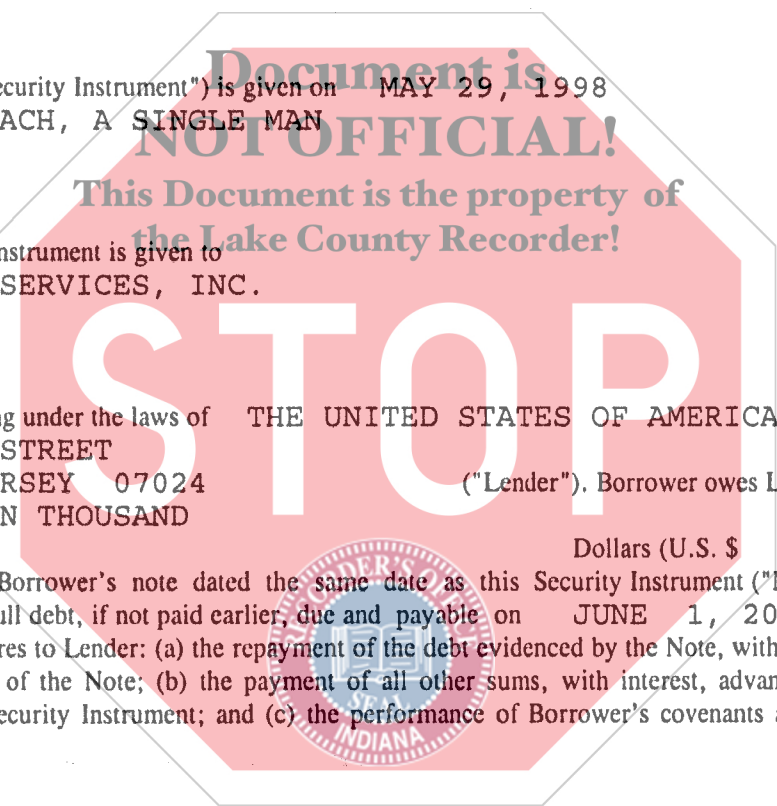 Document is
ecurity Instrument") is given on MAY 29, 1998
ACH, A SINGLE MAN
NOT OFFICIAL!
This Document is the property of
the Lake County Recorder!
nstrument is given to
SERVICES, INC.
STOP
ng under the laws of THE UNITED STATES OF AMERICA
STREET
RSEY 07024 ("Lender"). Borrower owes L
N THOUSAND
Dollars (U.S. $
Borrower's note dated the same date as this Security Instrument ("
ull debt, if not paid earlier, due and payable on JUNE 1, 20
res to Lender: (a) the repayment of the debt evidenced by the Note, with
of the Note; (b) the payment of all other sums, with interest, advan
ecurity Instrument; and (c) the performance of Borrower's covenants a
RECORDER'S OFFICE
SEAL
INDIANA